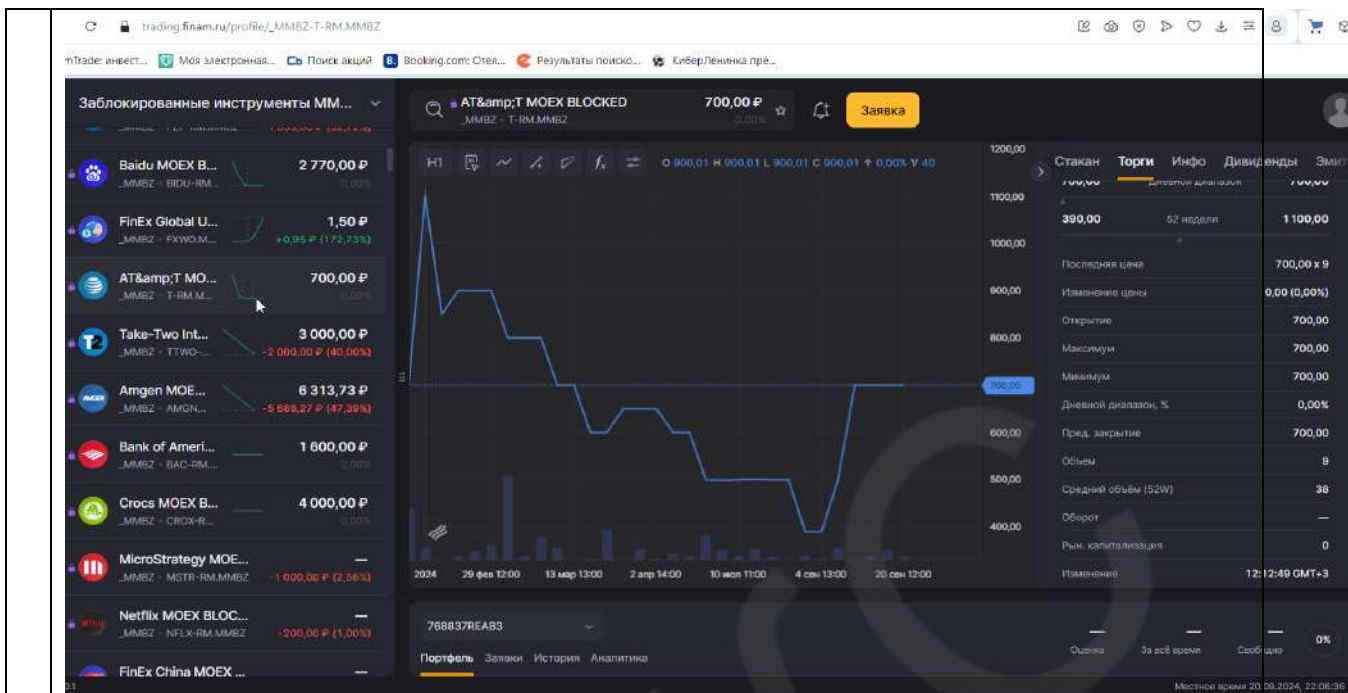 trading.finam.ru/profile/_MMBZ-T-RM.MMBZ
mTrade: инвест... Моя электронная... Сь Поиск акций B. Booking.com: Отел... Результаты поиско... КиберЛенинка пре...
Заблокированные инструменты MM...
Baidu MOEX B... 2 770,00 ₽
_MMBZ - BIDU-RM... 0,00%
FinEx Global U... 1,50 ₽
_MMBZ - FXWO.M... +0,95 ₽ (172,73%)
AT&amp;T MO... 700,00 ₽
_MMBZ - T-RM.M... 0,00%
Take-Two Int... 3 000,00 ₽
_MMBZ - TTWO-... -2 000,00 ₽ (40,00%)
Amgen MOE... 6 313,73 ₽
_MMBZ - AMGN... -5 686,27 ₽ (47,39%)
Bank of Ameri... 1 600,00 ₽
_MMBZ - BAC-RM.... 0,00%
Crocs MOEX B... 4 000,00 ₽
_MMBZ - CROX-R... 0,00%
MicroStrategy MOE... —
_MMBZ - MSTR-RM.MMBZ -1 000,00 ₽ (2,56%)
Netflix MOEX BLOC... —
_MMBZ - NFLX-RM.MMBZ -200,00 ₽ (1,00%)
FinEx China MOEX ... —
AT&amp;T MOEX BLOCKED 700,00 ₽
_MMBZ - T-RM.MMBZ 0,00%
Заявка
H1 O 900,01 H 900,01 L 900,01 C 900,01 + 0,00% V 40
1200,00
1100,00
1000,00
900,00
800,00
700,00
600,00
500,00
400,00
2024 29 фев 12:00 13 мар 13:00 2 апр 14:00 10 июл 11:00 4 сен 13:00 20 сен 12:00
Стакан Торги Инфо Дивиденды Эмит
700,00 Дневной диапазон 700,00
390,00 52 недели 1 100,00
Последняя цена 700,00 x 9
Изменение цены 0,00 (0,00%)
Открытие 700,00
Максимум 700,00
Минимум 700,00
Дневной диапазон, % 0,00%
Пред. закрытие 700,00
Объем 9
Средний объём (52W) 38
Оборот —
Рын. капитализация 0
Изменение 12:12:49 GMT+3
768837REAB3
Портфель Заявки История Аналитика
— — — 0%
Оценка За всё время Свободно
Местное время 20.09.2024, 22:06:36